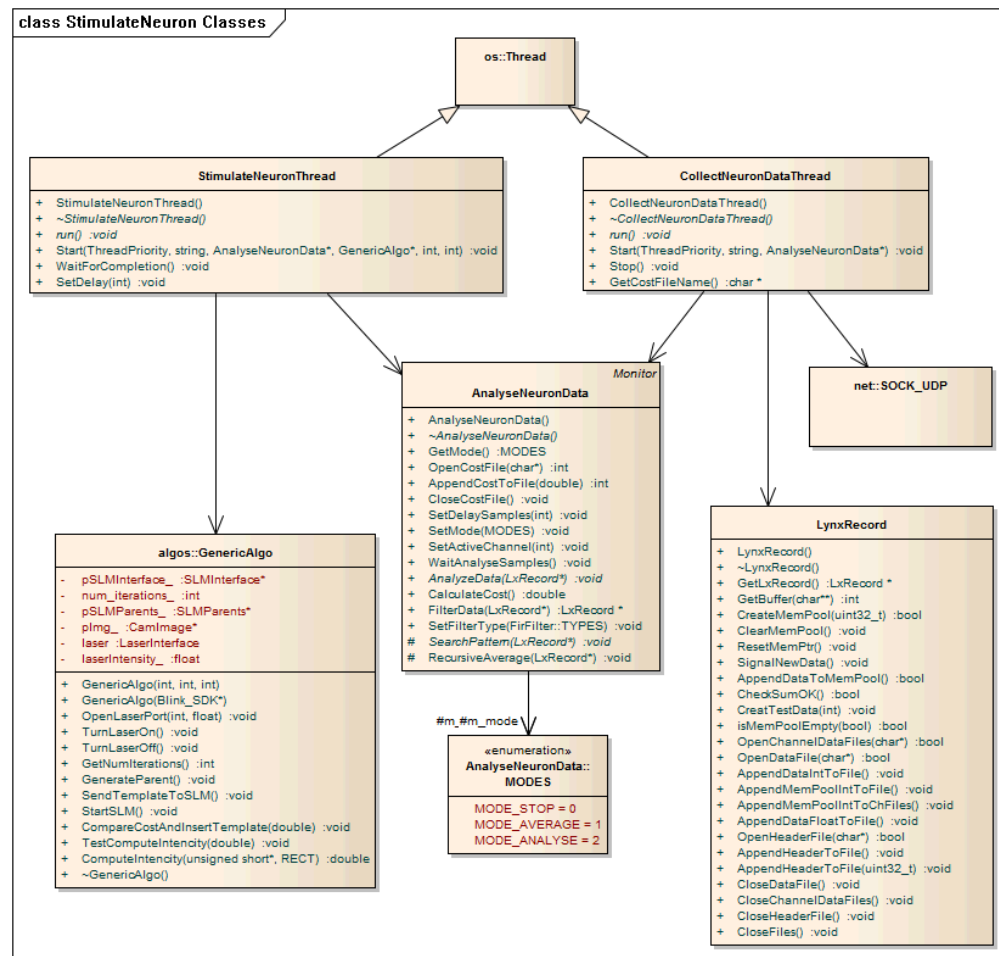 class StimulateNeuron Classes
os::Thread
StimulateNeuronThread
+ StimulateNeuronThread()
+ ~StimulateNeuronThread()
+ run() :void
+ Start(ThreadPriority, string, AnalyseNeuronData*, GenericAlgo*, int, int) :void
+ WaitForCompletion() :void
+ SetDelay(int) :void
CollectNeuronDataThread
+ CollectNeuronDataThread()
+ ~CollectNeuronDataThread()
+ run() :void
+ Start(ThreadPriority, string, AnalyseNeuronData*) :void
+ Stop() :void
+ GetCostFileName() :char *
Monitor
AnalyseNeuronData
+ AnalyseNeuronData()
+ ~AnalyseNeuronData()
+ GetMode() :MODES
+ OpenCostFile(char*) :int
+ AppendCostToFile(double) :int
+ CloseCostFile() :void
+ SetDelaySamples(int) :void
+ SetMode(MODES) :void
+ SetActiveChannel(int) :void
+ WaitAnalyseSamples() :void
+ AnalyzeData(LxRecord*) :void
+ CalculateCost() :double
+ FilterData(LxRecord*) :LxRecord *
+ SetFilterType(FirFilter::TYPES) :void
# SearchPattern(LxRecord*) :void
# RecursiveAverage(LxRecord*) :void
net::SOCK_UDP
algos::GenericAlgo
- pSLMInterface_ :SLMInterface*
- num_iterations_ :int
- pSLMParents_ :SLMParents*
- pImg_ :CamImage*
- laser :LaserInterface
- laserIntensity_ :float
+ GenericAlgo(int, int, int)
+ GenericAlgo(Blink_SDK*)
+ OpenLaserPort(int, float) :void
+ TurnLaserOn() :void
+ TurnLaserOff() :void
+ GetNumIterations() :int
+ GenerateParent() :void
+ SendTemplateToSLM() :void
+ StartSLM() :void
+ CompareCostAndInsertTemplate(double) :void
+ TestComputeIntencity(double) :void
+ ComputeIntencity(unsigned short*, RECT) :double
+ ~GenericAlgo()
#m_#m_mode
«enumeration»
AnalyseNeuronData::
MODES
MODE_STOP = 0
MODE_AVERAGE = 1
MODE_ANALYSE = 2
LynxRecord
+ LynxRecord()
+ ~LynxRecord()
+ GetLxRecord() :LxRecord *
+ GetBuffer(char**) :int
+ CreateMemPool(uint32_t) :bool
+ ClearMemPool() :void
+ ResetMemPtr() :void
+ SignalNewData() :void
+ AppendDataToMemPool() :bool
+ CheckSumOK() :bool
+ CreatTestData(int) :void
+ isMemPoolEmpty(bool) :bool
+ OpenChannelDataFiles(char*) :bool
+ OpenDataFile(char*) :bool
+ AppendDataIntToFile() :void
+ AppendMemPoolIntToFile() :void
+ AppendMemPoolIntToChFiles() :void
+ AppendDataFloatToFile() :void
+ OpenHeaderFile(char*) :bool
+ AppendHeaderToFile() :void
+ AppendHeaderToFile(uint32_t) :void
+ CloseDataFile() :void
+ CloseChannelDataFiles() :void
+ CloseHeaderFile() :void
+ CloseFiles() :void